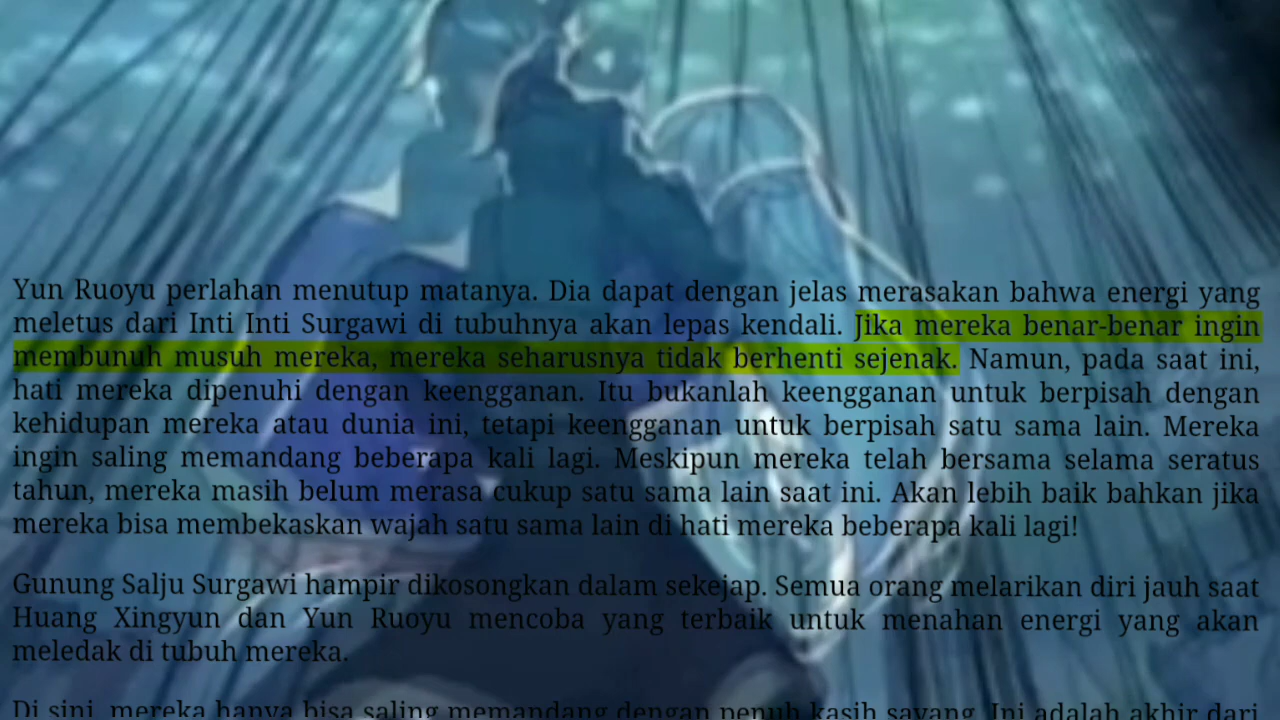 Yun Ruoyu perlahan menutup matanya. Dia dapat dengan jelas merasakan bahwa energi yang
meletus dari Inti Inti Surgawi di tubuhnya akan lepas kendali. Jika mereka benar-benar ingin
membunuh musuh mereka, mereka seharusnya tidak berhenti sejenak. Namun, pada saat ini,
hati mereka dipenuhi dengan keengganan. Itu bukanlah keengganan untuk berpisah dengan
kehidupan mereka atau dunia ini, tetapi keengganan untuk berpisah satu sama lain. Mereka
ingin saling memandang beberapa kali lagi. Meskipun mereka telah bersama selama seratus
tahun, mereka masih belum merasa cukup satu sama lain saat ini. Akan lebih baik bahkan jika
mereka bisa membekaskan wajah satu sama lain di hati mereka beberapa kali lagi!
Gunung Salju Surgawi hampir dikosongkan dalam sekejap. Semua orang melarikan diri jauh saat
Huang Xingyun dan Yun Ruoyu mencoba yang terbaik untuk menahan energi yang akan
meledak di tubuh mereka.
Di sini, mereka hanya bisa saling memandang dengan penuh kasih sayang. Ini adalah akhir dari